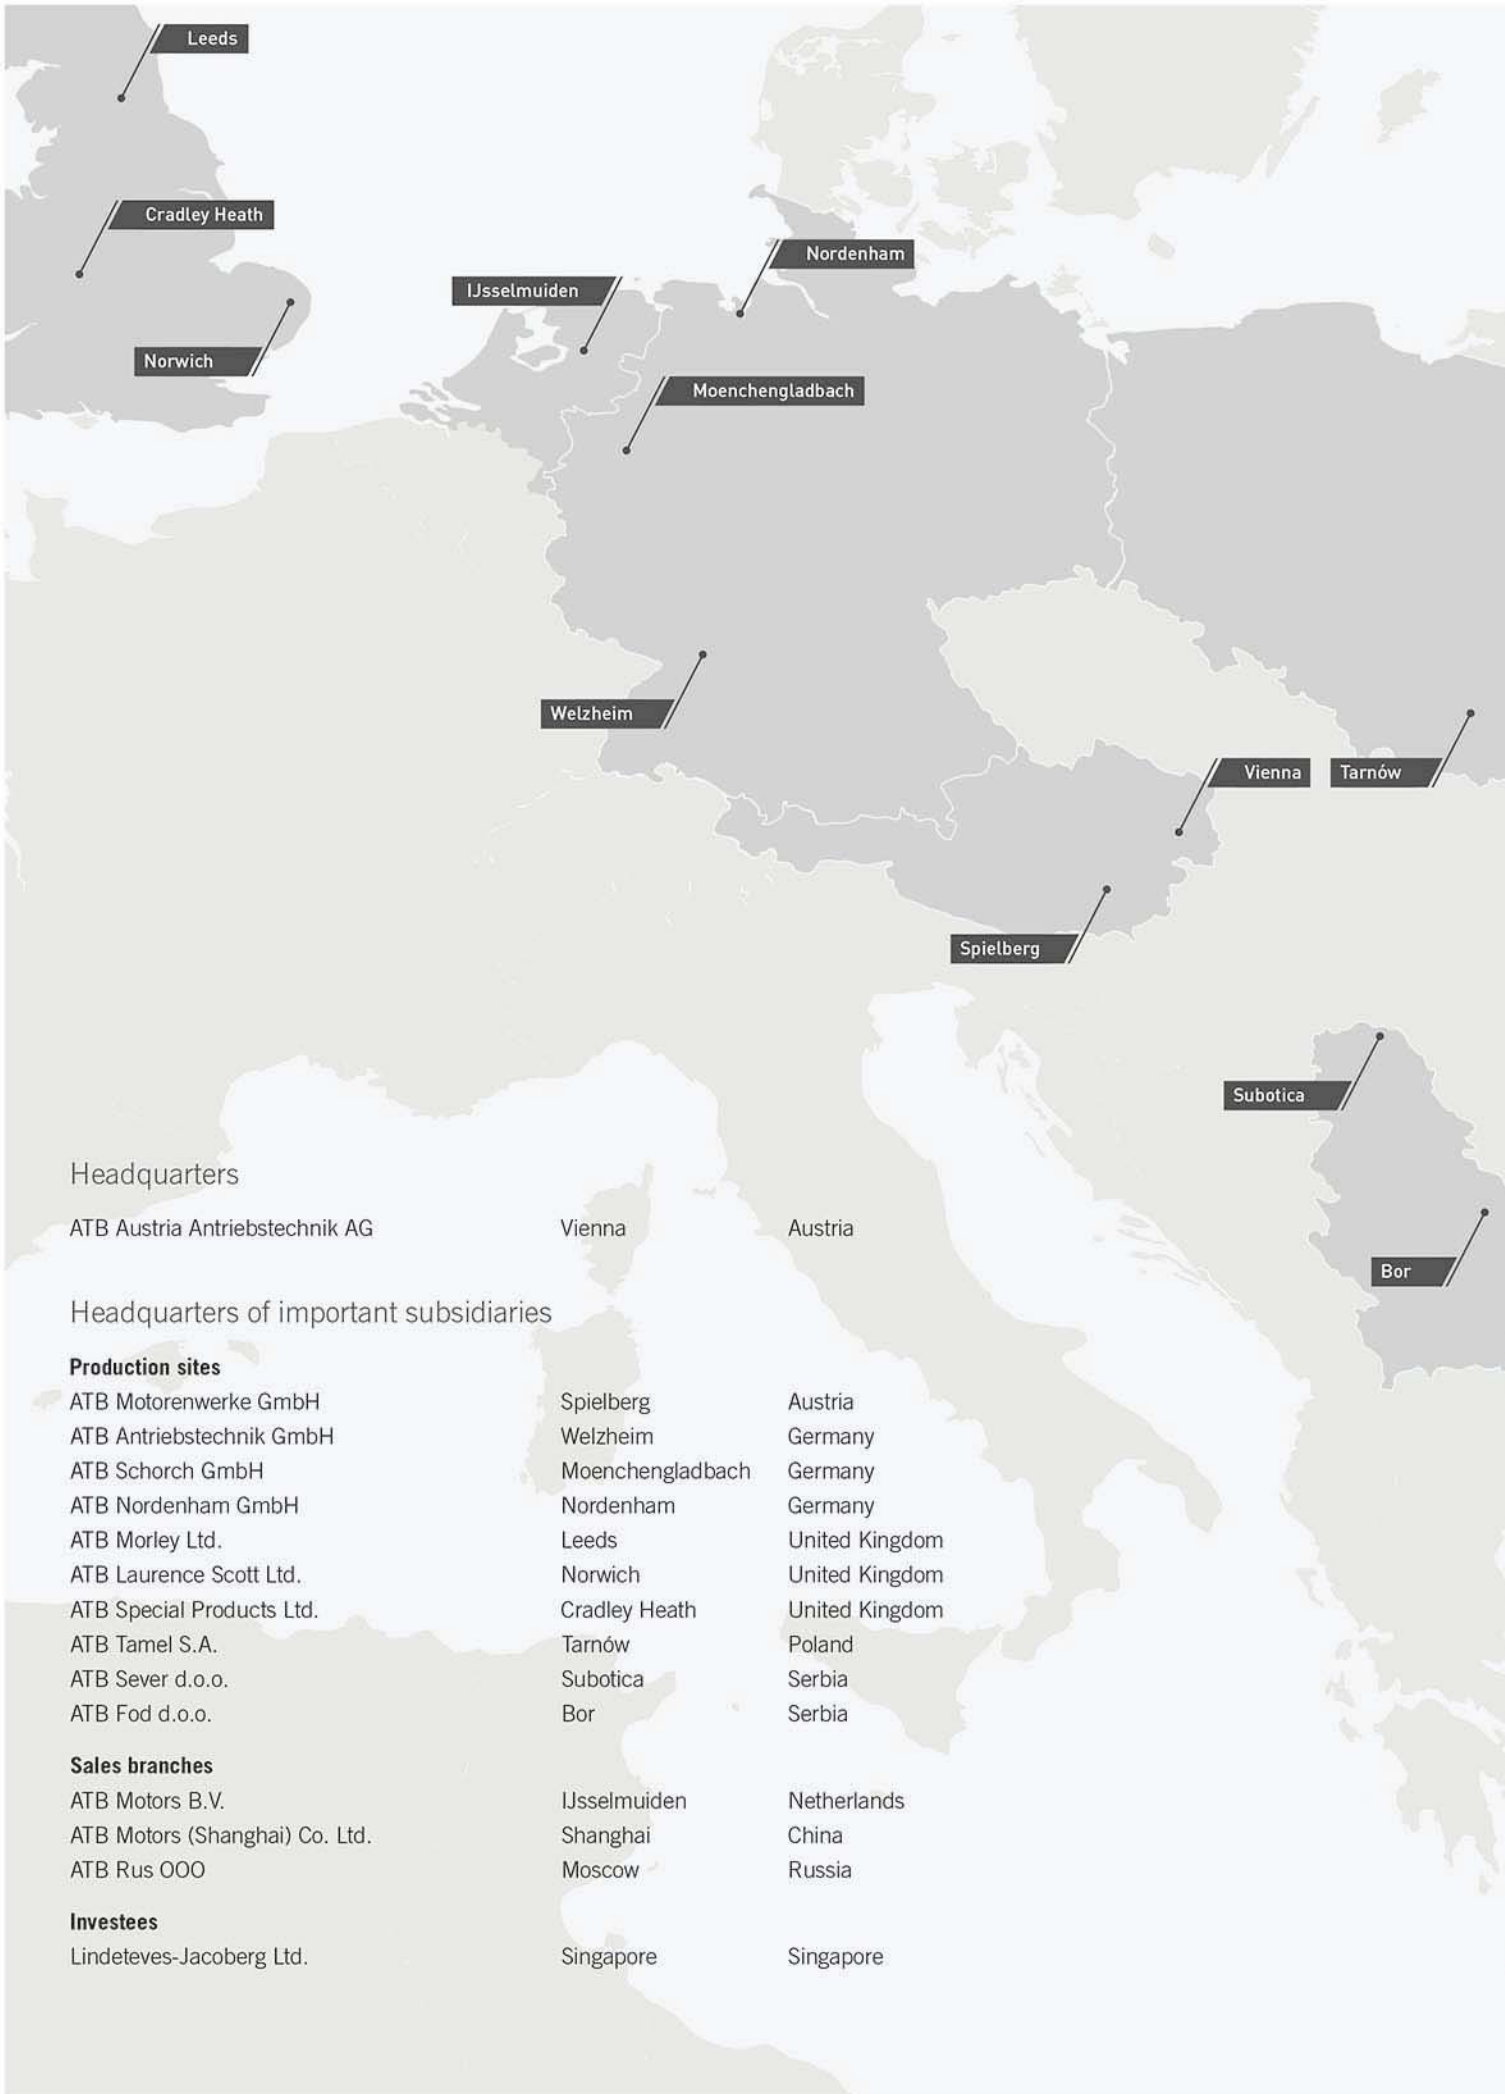 Leeds
Cradley Heath
Nordenham
IJsselmuiden
Norwich
Moenchengladbach
Welzheim
Vienna Tarnów
Spielberg
Subotica
Bor
Headquarters
ATB Austria Antriebstechnik AG Vienna Austria
Headquarters of important subsidiaries
Production sites
ATB Motorenwerke GmbH Spielberg Austria
ATB Antriebstechnik GmbH Welzheim Germany
ATB Schorch GmbH Moenchengladbach Germany
ATB Nordenham GmbH Nordenham Germany
ATB Morley Ltd. Leeds United Kingdom
ATB Laurence Scott Ltd. Norwich United Kingdom
ATB Special Products Ltd. Cradley Heath United Kingdom
ATB Tamel S.A. Tarnów Poland
ATB Sever d.o.o. Subotica Serbia
ATB Fod d.o.o. Bor Serbia
Sales branches
ATB Motors B.V. IJsselmuiden Netherlands
ATB Motors (Shanghai) Co. Ltd. Shanghai China
ATB Rus OOO Moscow Russia
Investees
Lindeteves-Jacoberg Ltd. Singapore Singapore